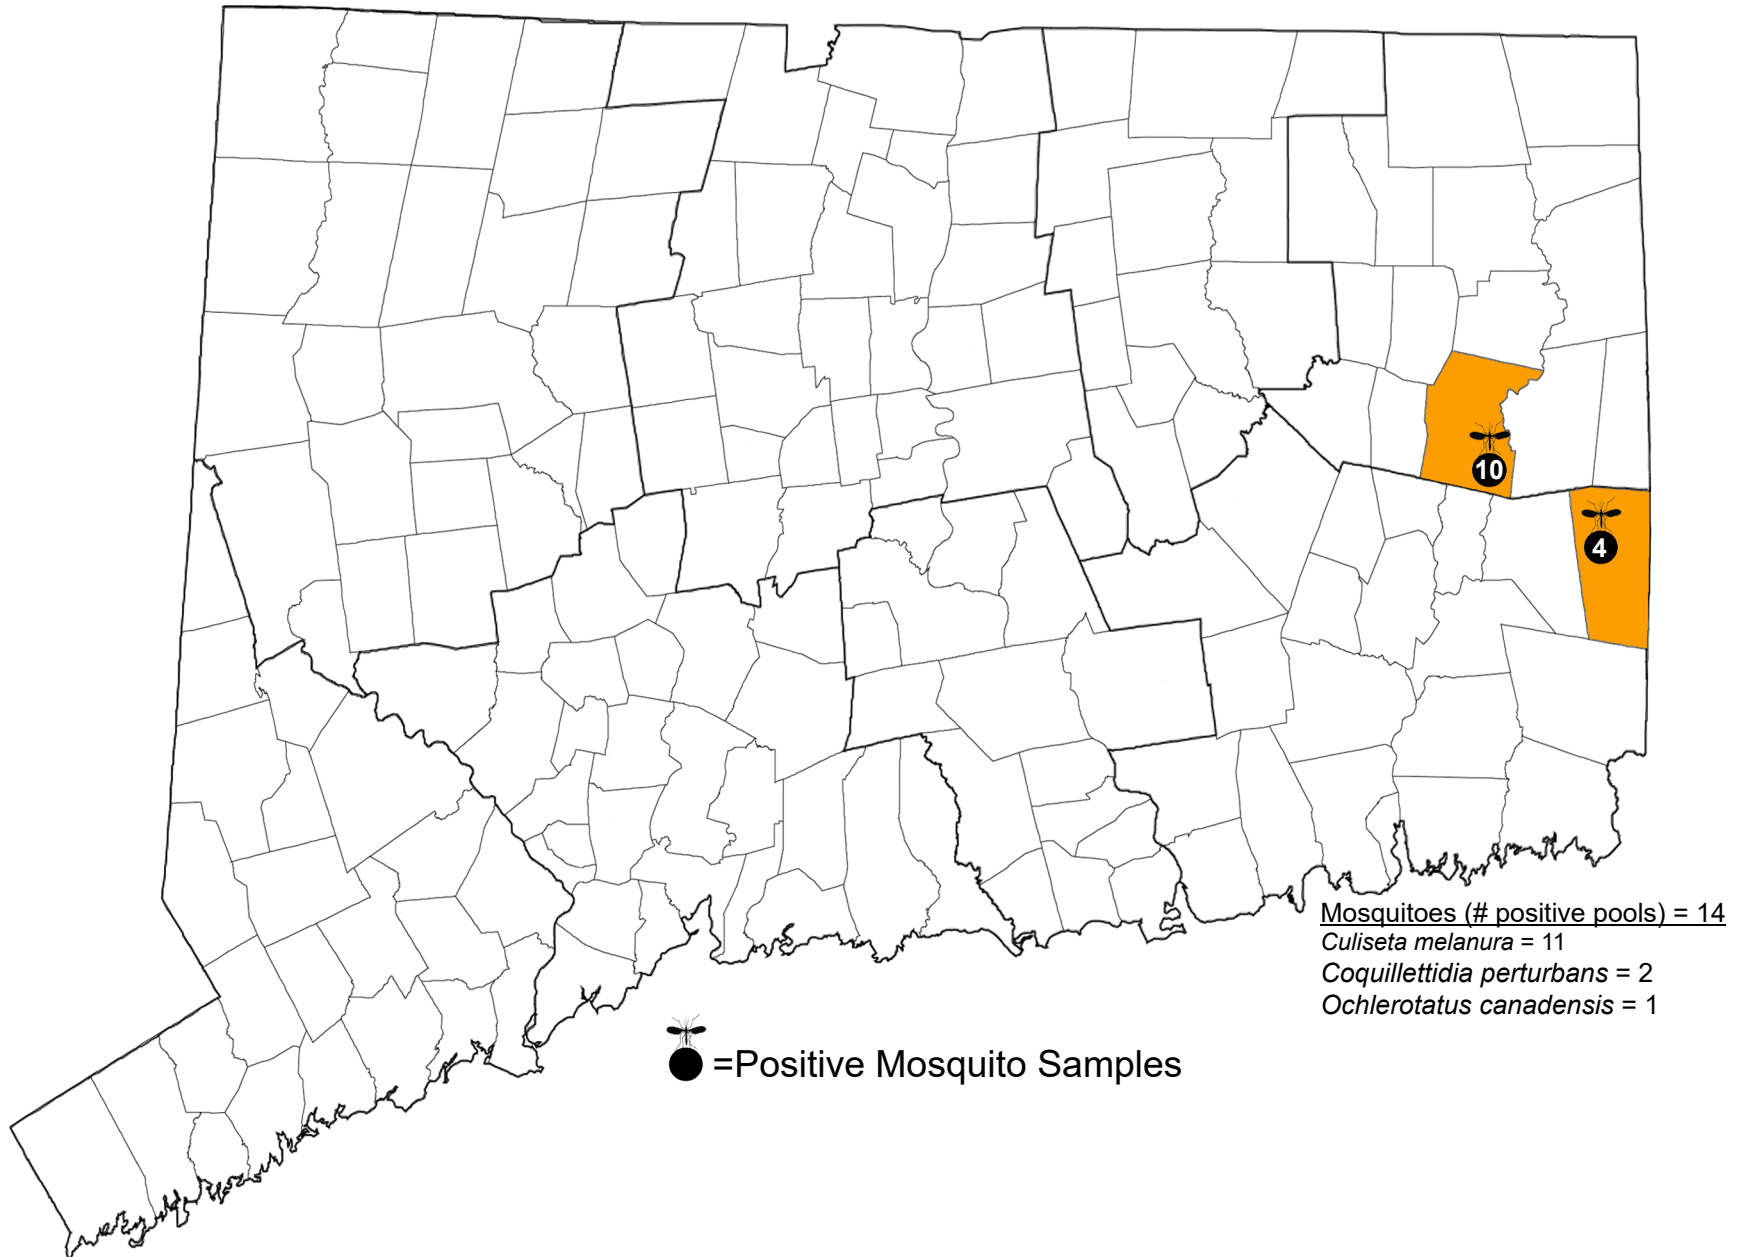 10
4
Mosquitoes (# positive pools) = 14
Culiseta melanura = 11
Coquillettidia perturbans = 2
Ochlerotatus canadensis = 1
=Positive Mosquito Samples